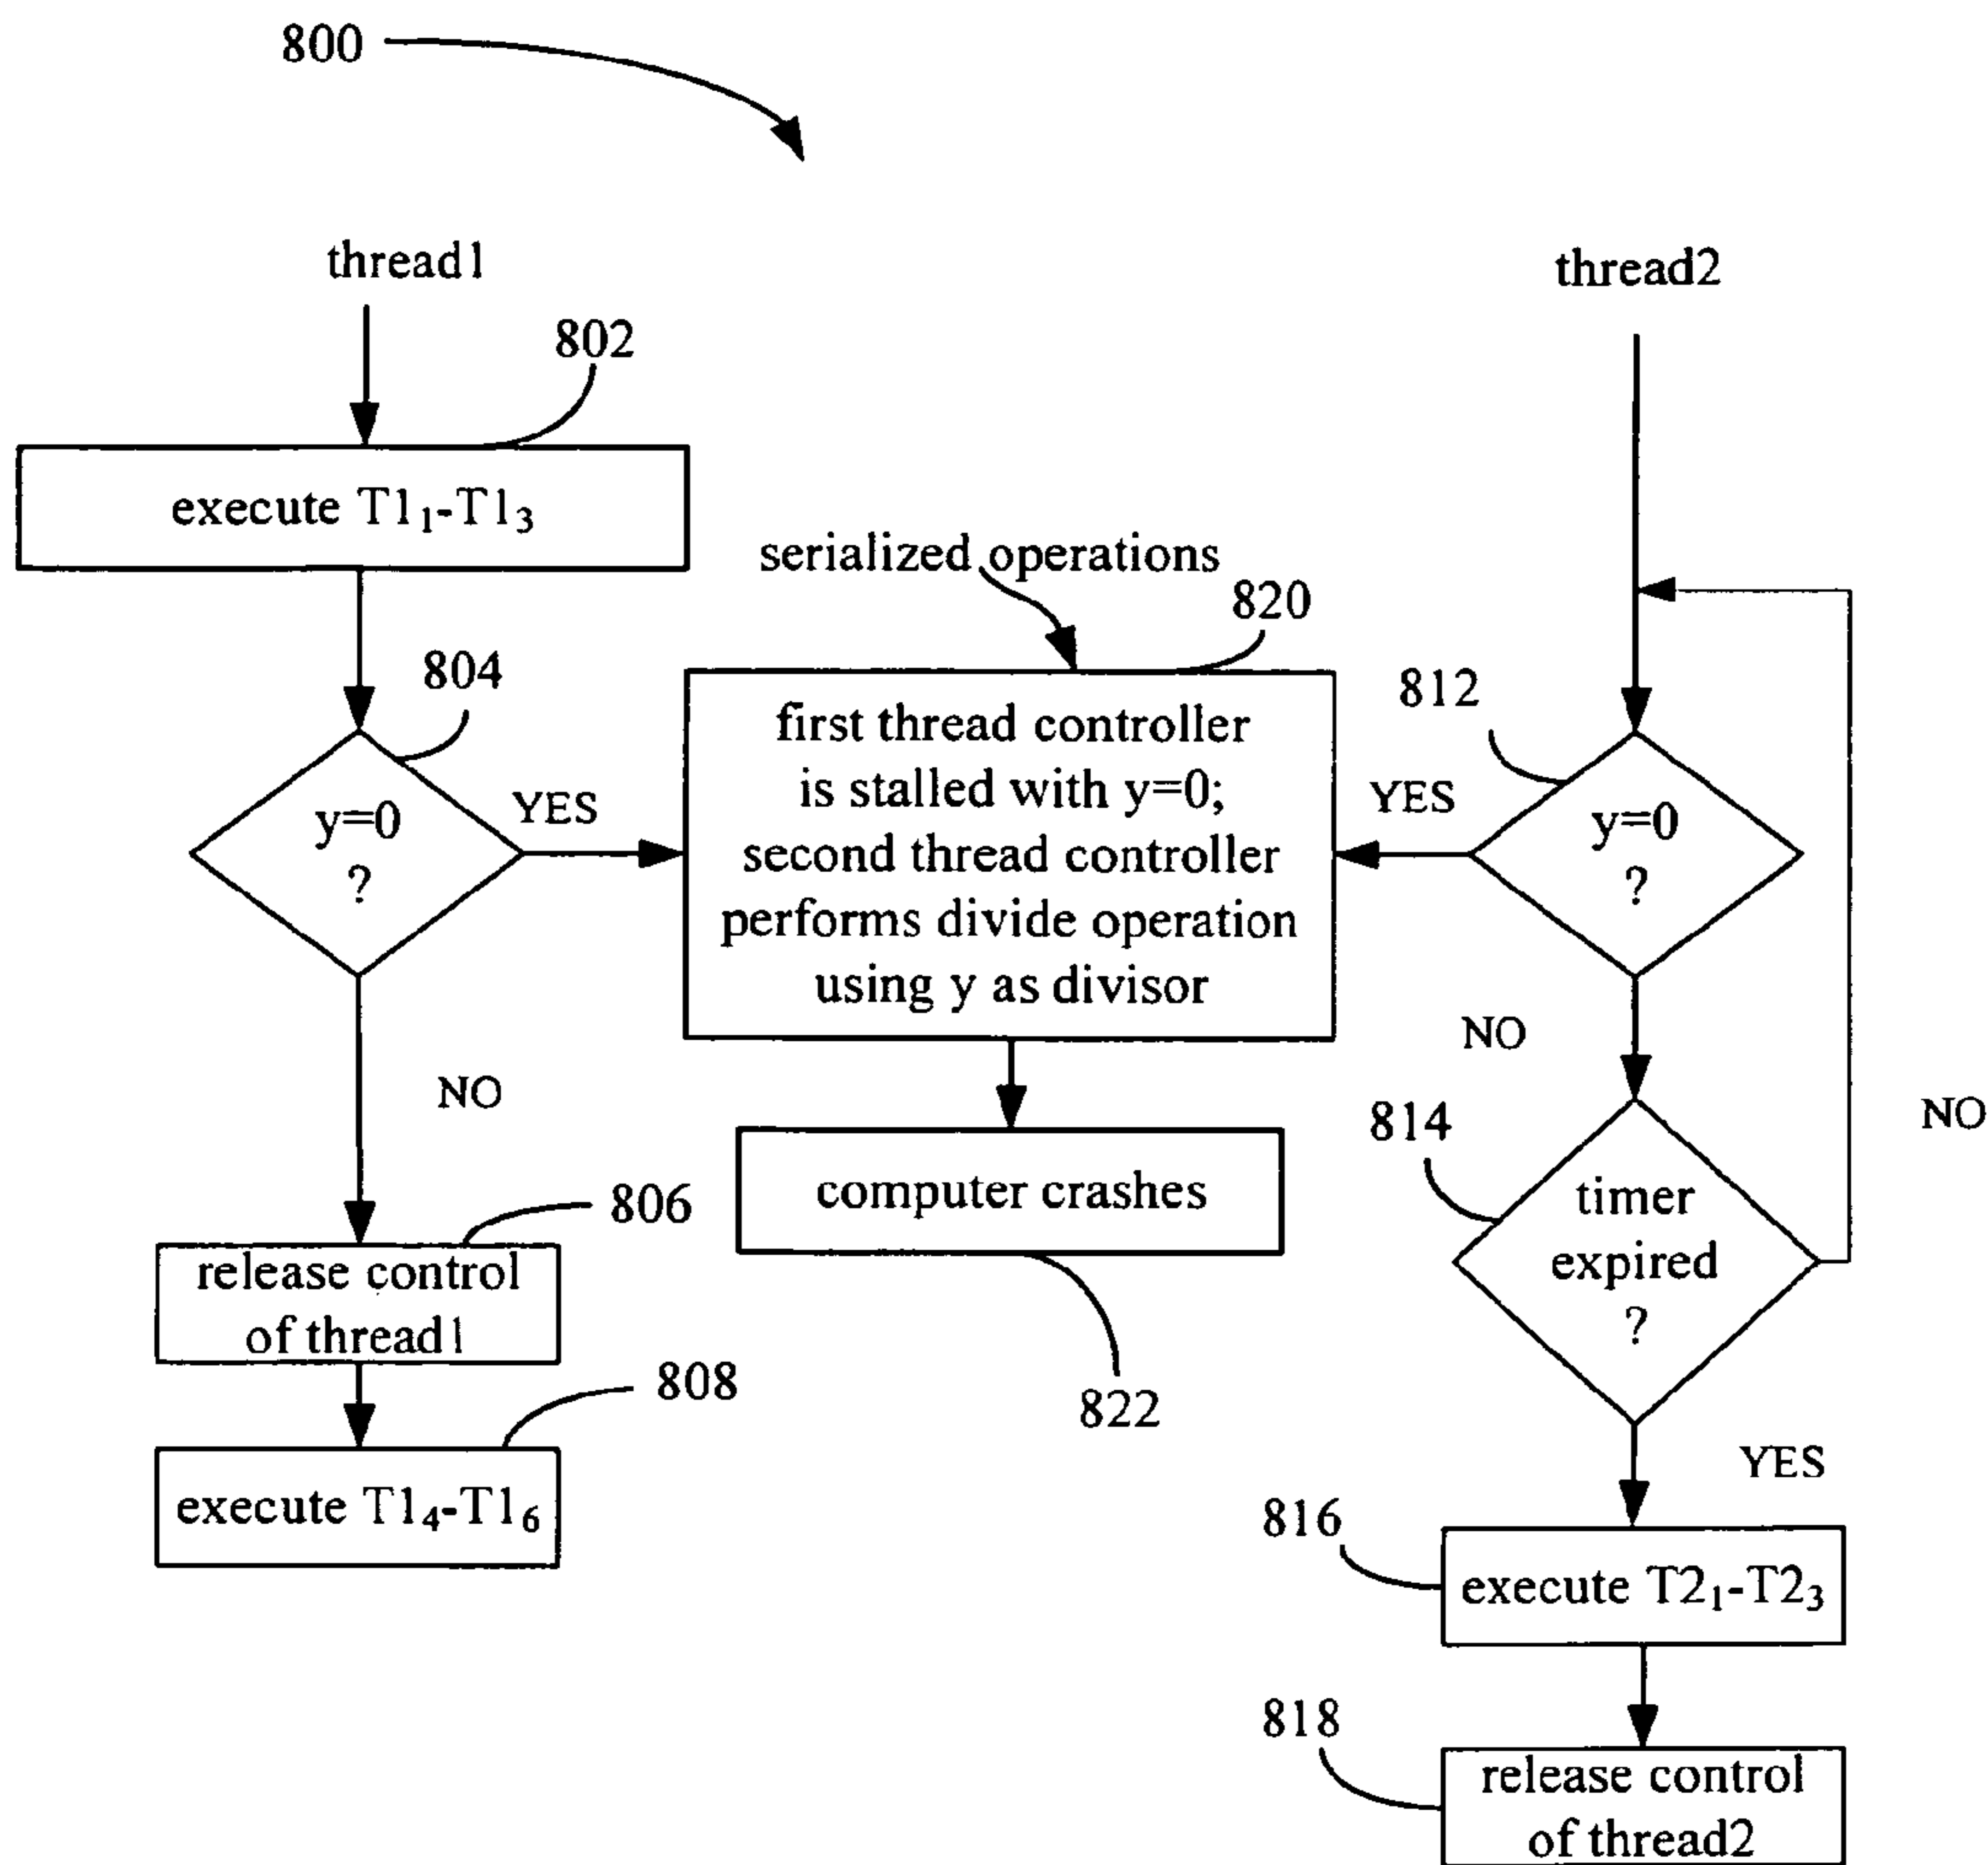 800
thread1
thread2
802
execute T1₁-T1₃
serialized operations
820
804
812
y=0
?
YES
first thread controller
is stalled with y=0;
second thread controller
performs divide operation
using y as divisor
YES
y=0
?
NO
NO
814
NO
computer crashes
timer
expired
?
806
release control
of thread1
808
822
execute T1₄-T1₆
YES
816
execute T2₁-T2₃
818
release control
of thread2